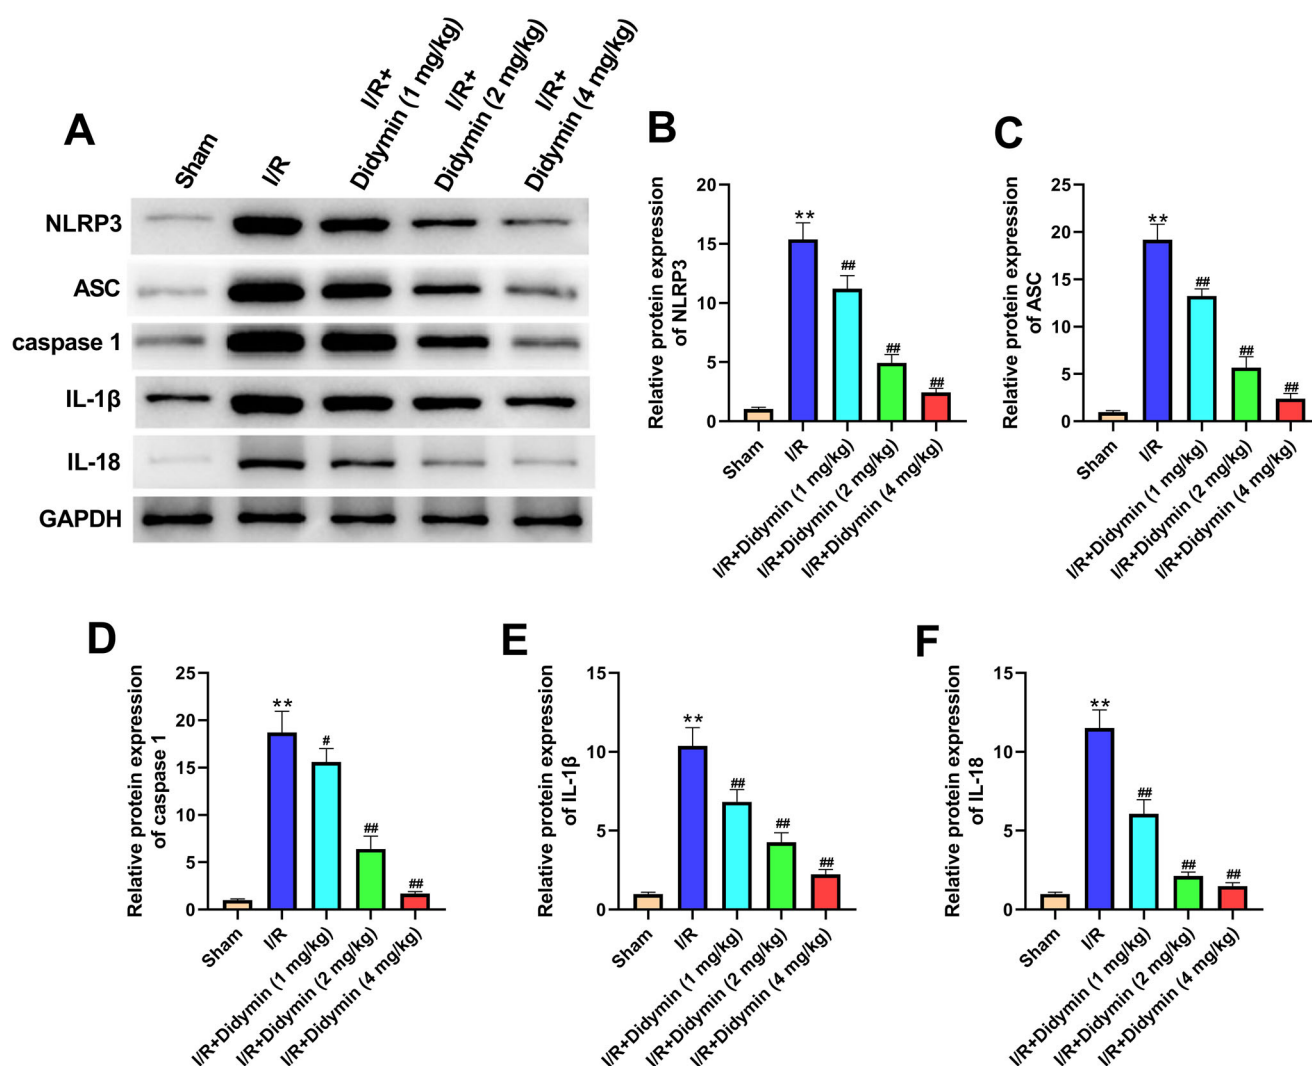 A
Sham
I/R
I/R+
Didymin (1 mg/kg)
I/R+
Didymin (2 mg/kg)
I/R+
Didymin (4 mg/kg)
NLRP3
ASC
caspase 1
IL-1β
IL-18
GAPDH
B
Relative protein expression
of NLRP3
20
15
10
5
0
**
##
##
##
Sham
I/R
I/R+Didymin (1 mg/kg)
I/R+Didymin (2 mg/kg)
I/R+Didymin (4 mg/kg)
C
Relative protein expression
of ASC
25
20
15
10
5
0
**
##
##
##
Sham
I/R
I/R+Didymin (1 mg/kg)
I/R+Didymin (2 mg/kg)
I/R+Didymin (4 mg/kg)
D
Relative protein expression
of caspase 1
25
20
15
10
5
0
**
#
##
##
Sham
I/R
I/R+Didymin (1 mg/kg)
I/R+Didymin (2 mg/kg)
I/R+Didymin (4 mg/kg)
E
Relative protein expression
of IL-1β
15
10
5
0
**
##
##
##
Sham
I/R
I/R+Didymin (1 mg/kg)
I/R+Didymin (2 mg/kg)
I/R+Didymin (4 mg/kg)
F
Relative protein expression
of IL-18
15
10
5
0
**
##
##
##
Sham
I/R
I/R+Didymin (1 mg/kg)
I/R+Didymin (2 mg/kg)
I/R+Didymin (4 mg/kg)